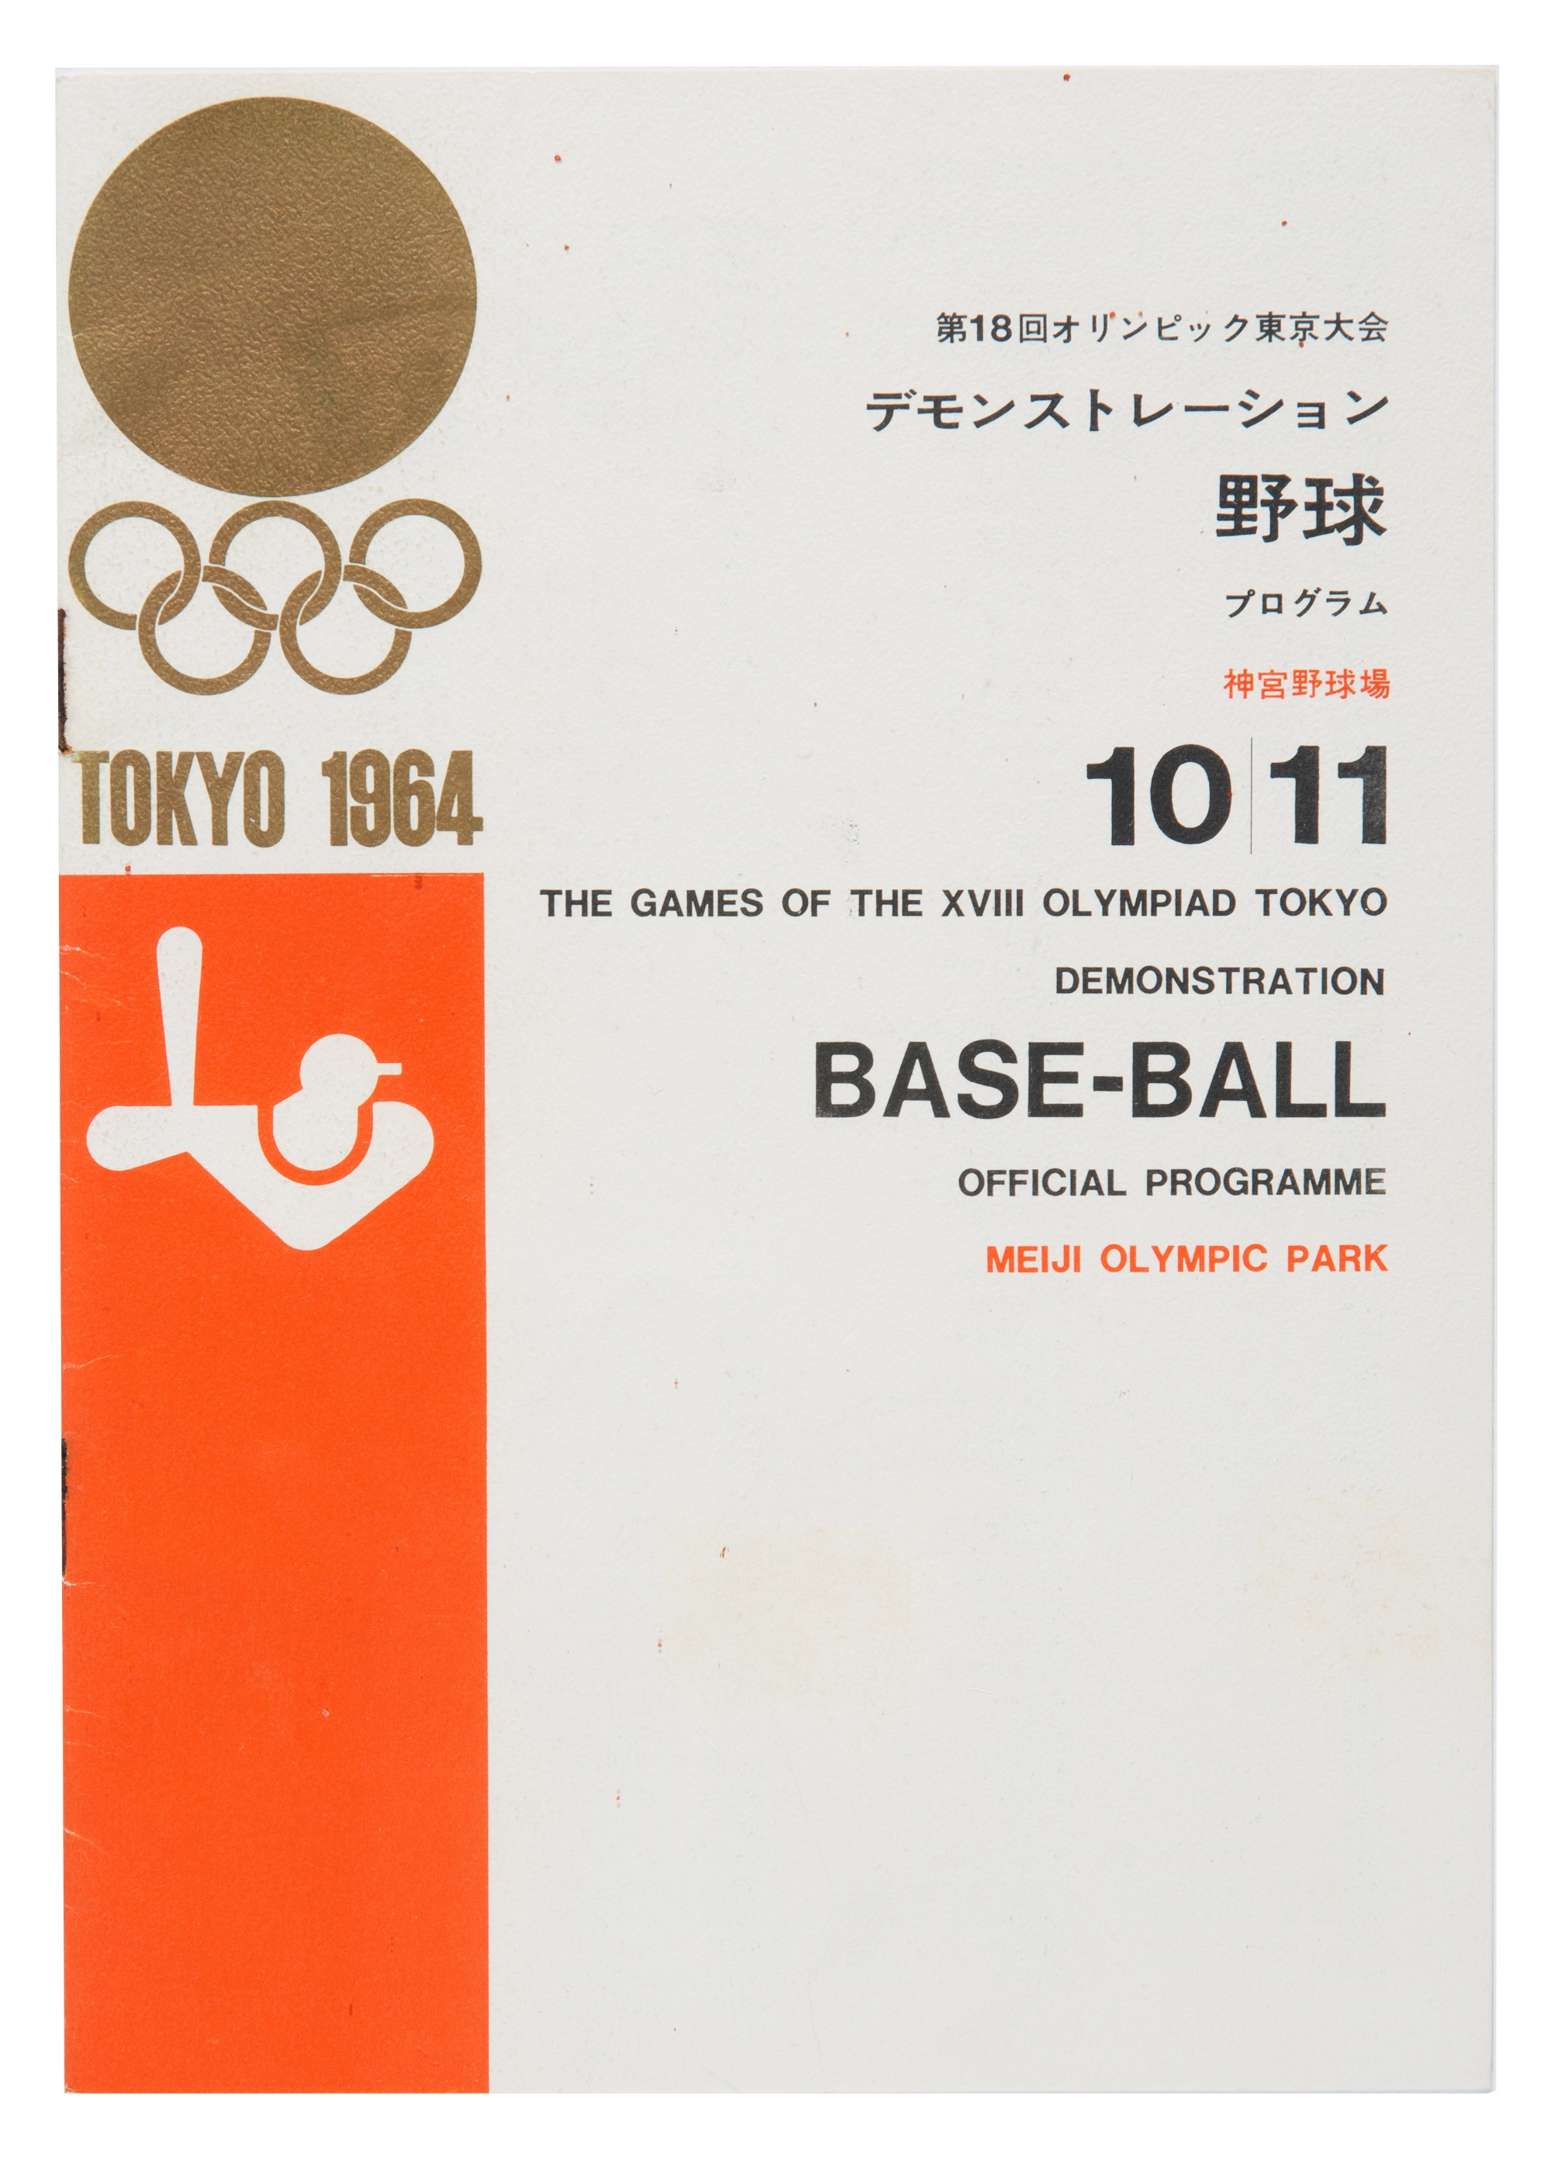 TOKYO 1964
第18回オリンピック東京大会
デモンストレーション
野球
プログラム
神宮野球場
10|11
THE GAMES OF THE XVIII OLYMPIAD TOKYO
DEMONSTRATION
BASE-BALL
OFFICIAL PROGRAMME
MEIJI OLYMPIC PARK